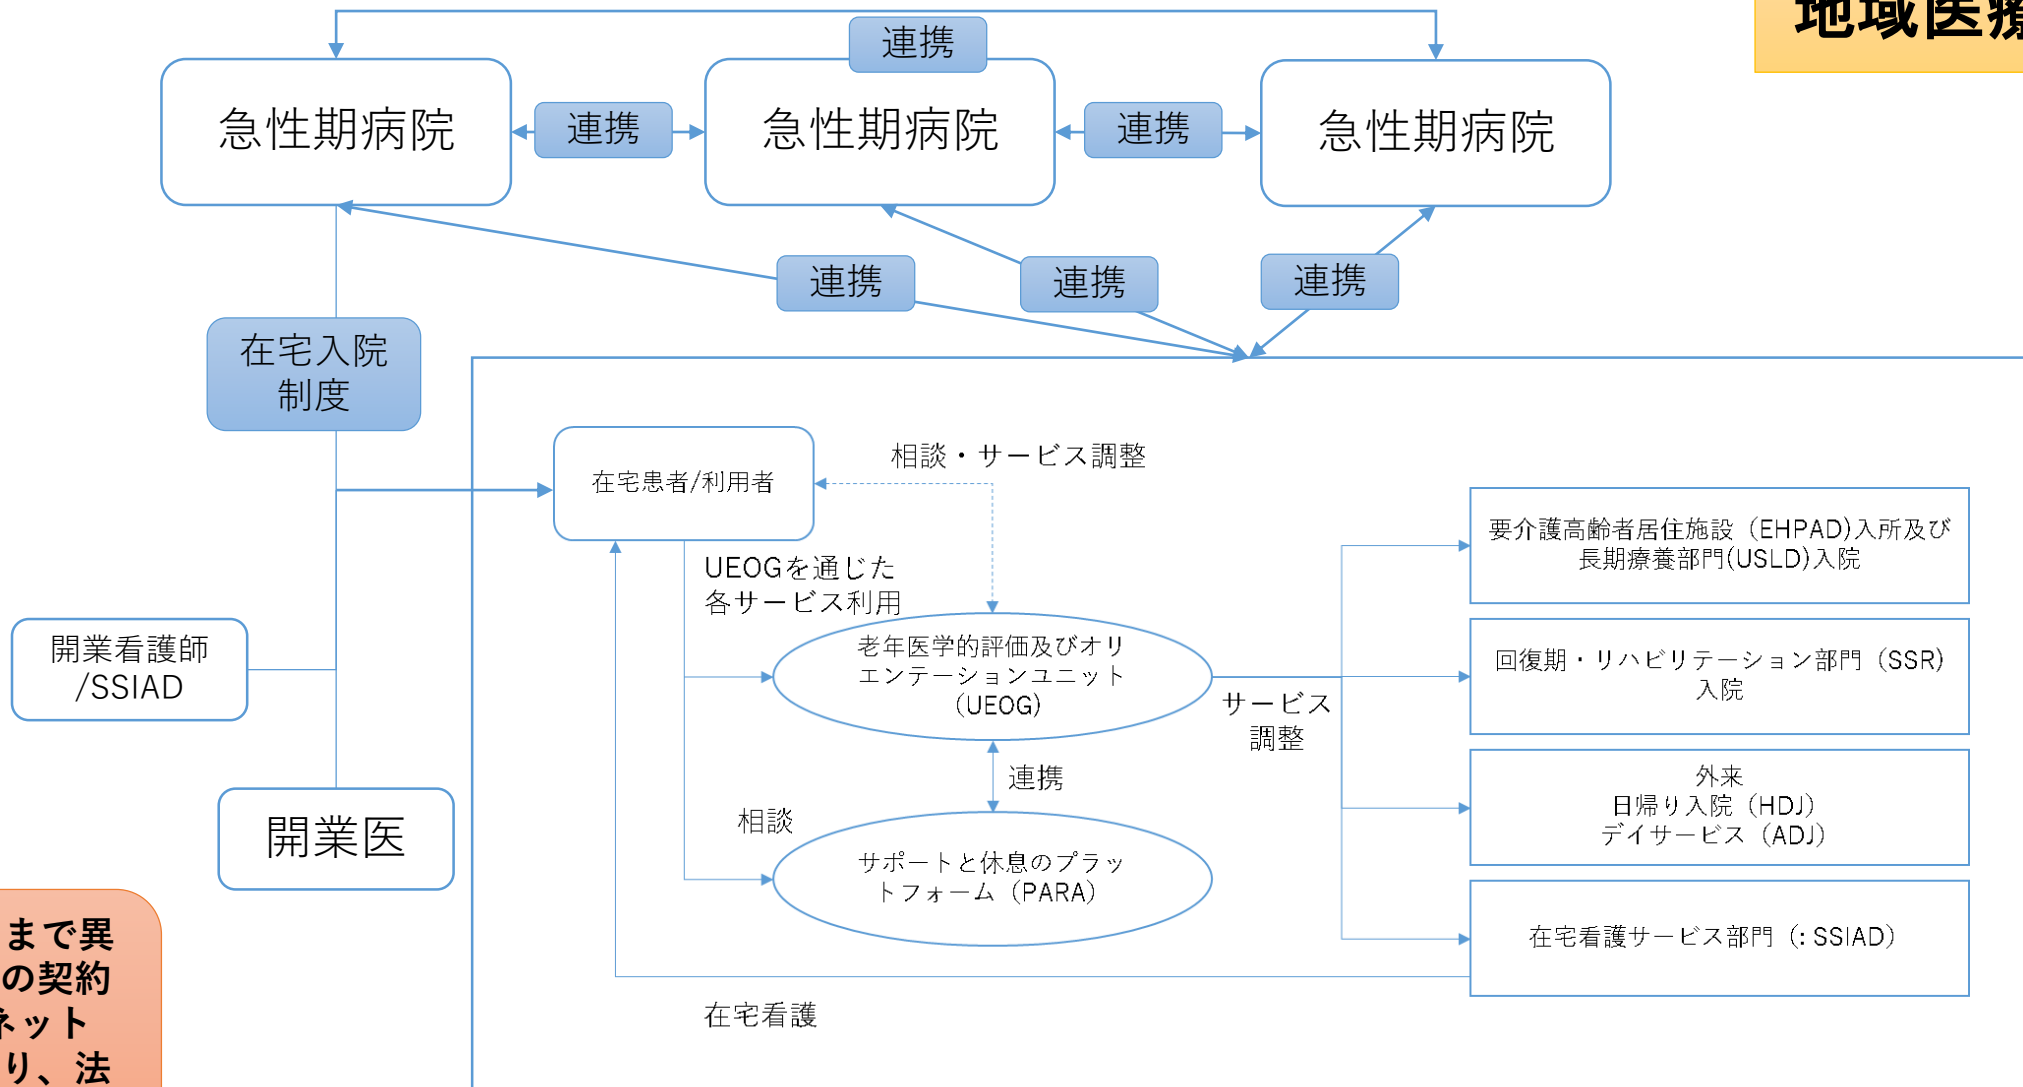 地域医療
連携
急性期病院
連携
急性期病院
連携
急性期病院
連携
連携
連携
在宅入院
制度
在宅患者/利用者
相談・サービス調整
UEOGを通じた
各サービス利用
老年医学的評価及びオリ
エンテーションユニット
（UEOG)
サービス
調整
連携
相談
サポートと休息のプラッ
トフォーム（PARA）
要介護高齢者居住施設（EHPAD)入所及び
長期療養部門(USLD)入院
回復期・リハビリテーション部門（SSR)
入院
外来
日帰り入院（HDJ）
デイサービス（ADJ）
在宅看護サービス部門（: SSIAD）
在宅看護
開業看護師
/SSIAD
開業医
まで異
の契約
ネット
り、法